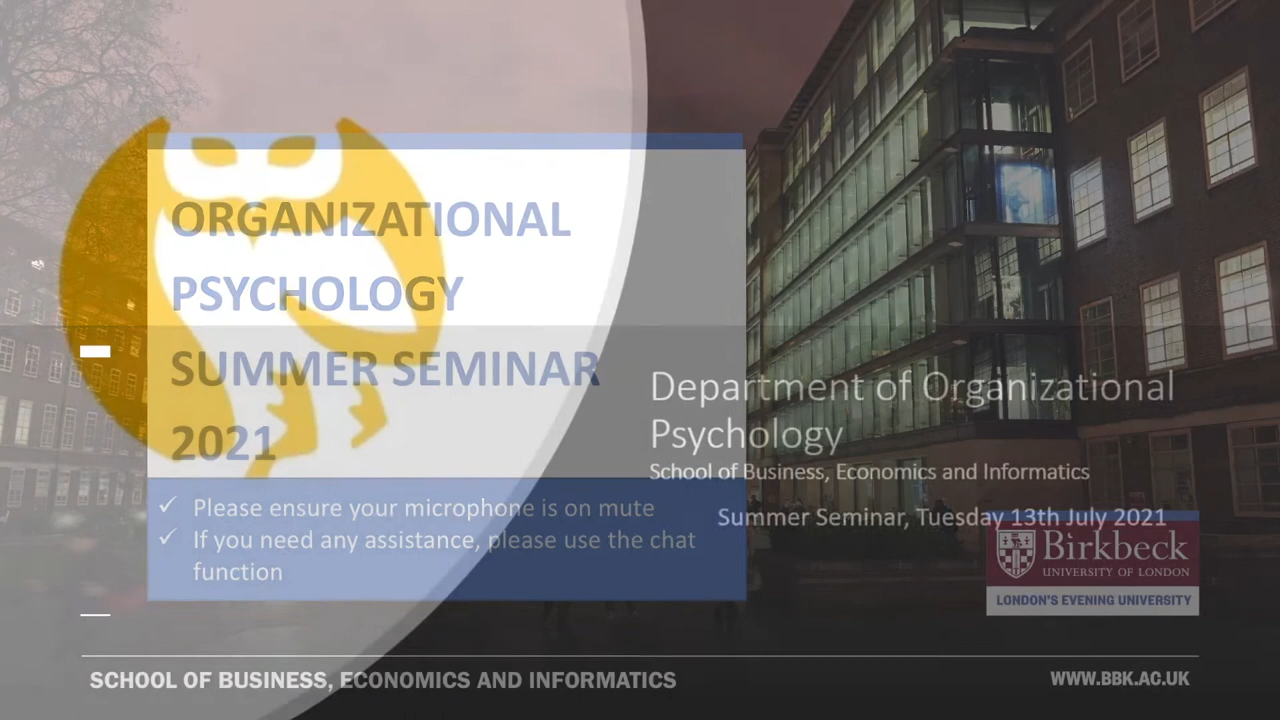 ORGANIZATIONAL
PSYCHOLOGY
SUMMER SEMINAR
2021
✓ Please ensure your microphone is on mute
✓ If you need any assistance, please use the chat
function
Department of Organizational
Psychology
School of Business, Economics and Informatics
Summer Seminar, Tuesday 13th July 2021
Birkbeck
UNIVERSITY OF LONDON
LONDON'S EVENING UNIVERSITY
SCHOOL OF BUSINESS, ECONOMICS AND INFORMATICS
WWW.BBK.AC.UK